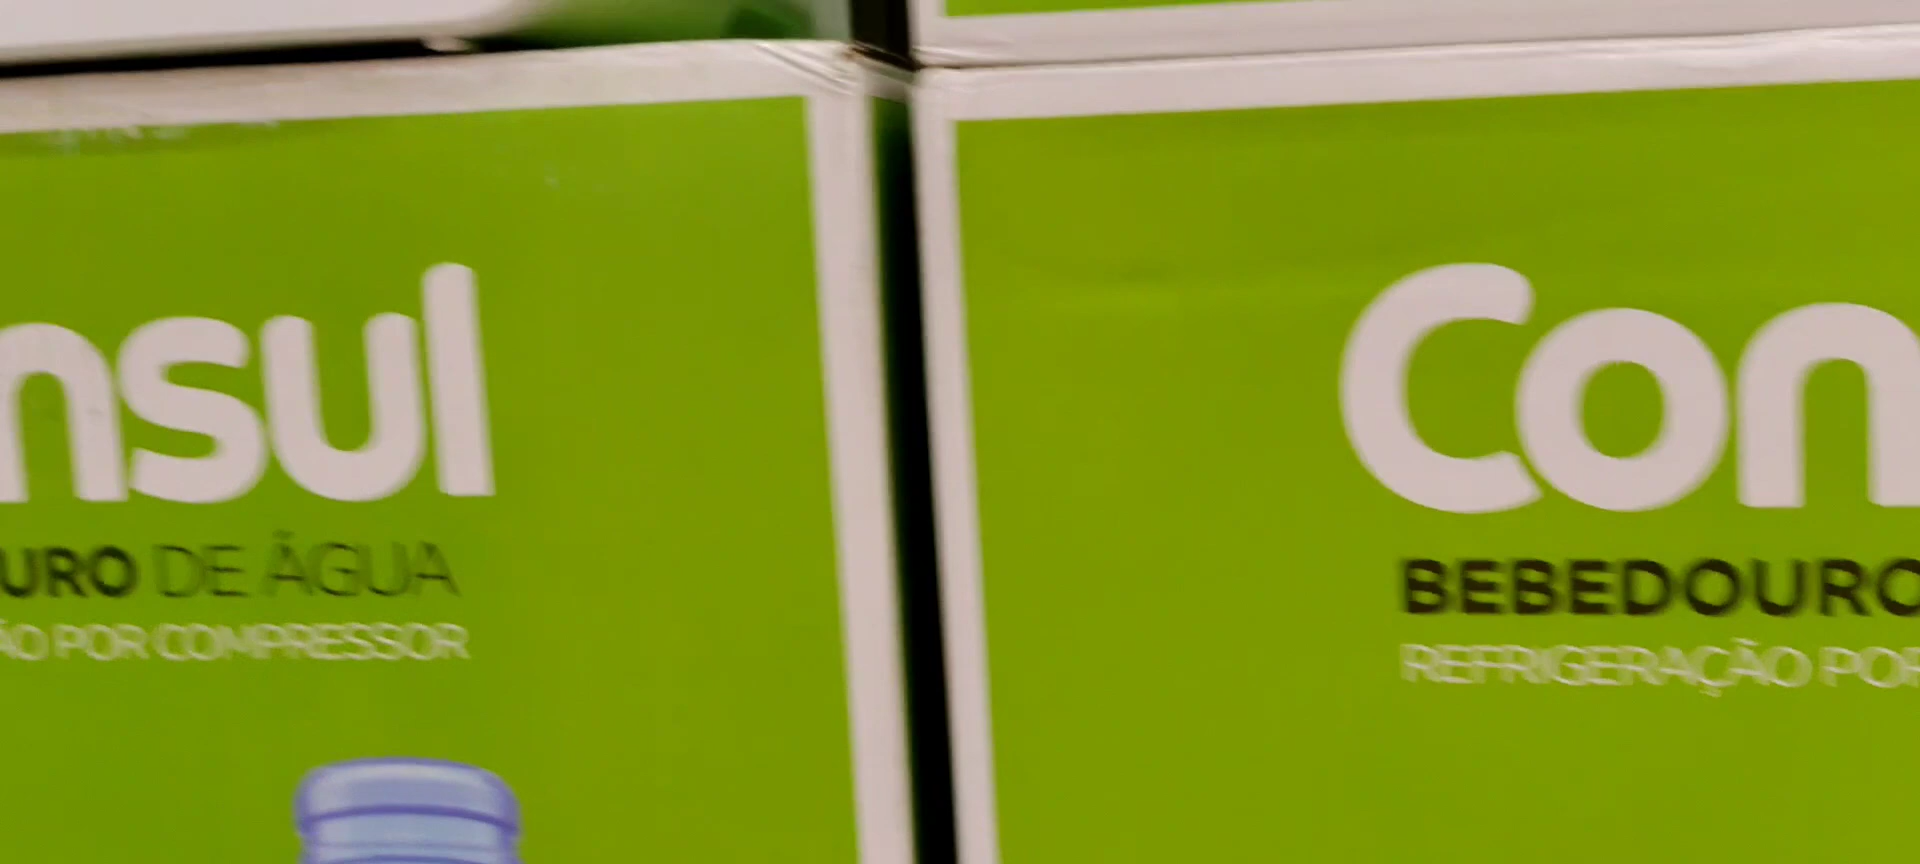 nsul
URO DE ÁGUA
ÃO POR COMPRESSOR
Con
BEBEDOURO
REFRIGERAÇÃO POR